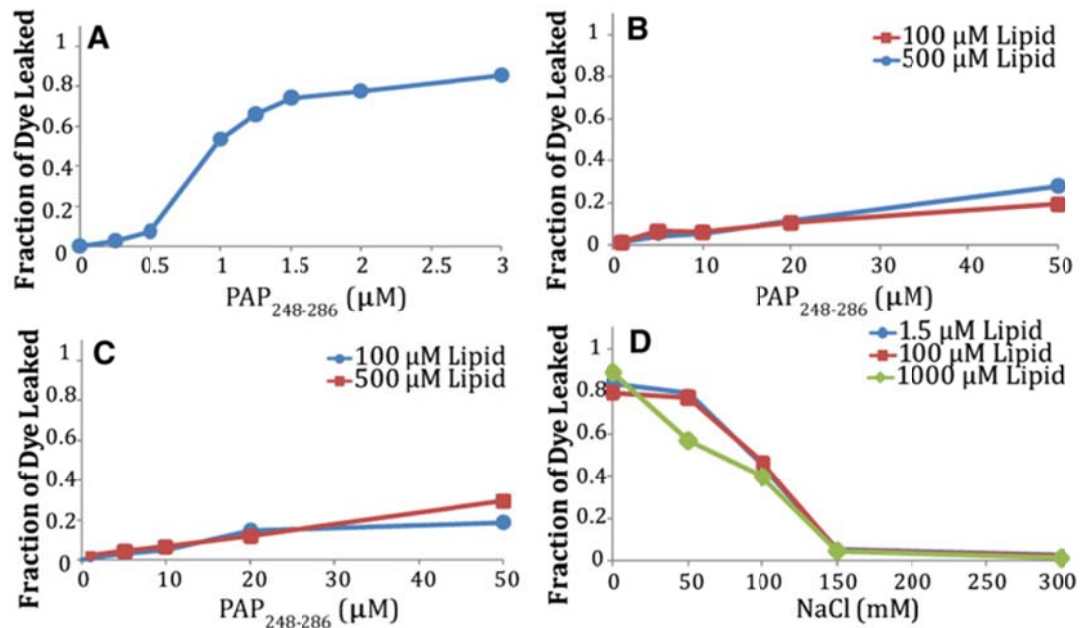 A
Fraction of Dye Leaked
1
0.8
0.6
0.4
0.2
0
0 0.5 1 1.5 2 2.5 3
PAP248-286 (μM)
B
100 μM Lipid
500 μM Lipid
Fraction of Dye Leaked
1
0.8
0.6
0.4
0.2
0
0 10 20 30 40 50
PAP248-286 (μM)
C
100 μM Lipid
500 μM Lipid
Fraction of Dye Leaked
1
0.8
0.6
0.4
0.2
0
10 20 30 40 50
PAP248-286 (μM)
D
1.5 μM Lipid
100 μM Lipid
1000 μM Lipid
Fraction of Dye Leaked
1
0.8
0.6
0.4
0.2
0
0 50 100 150 200 250 300
NaCl (mM)